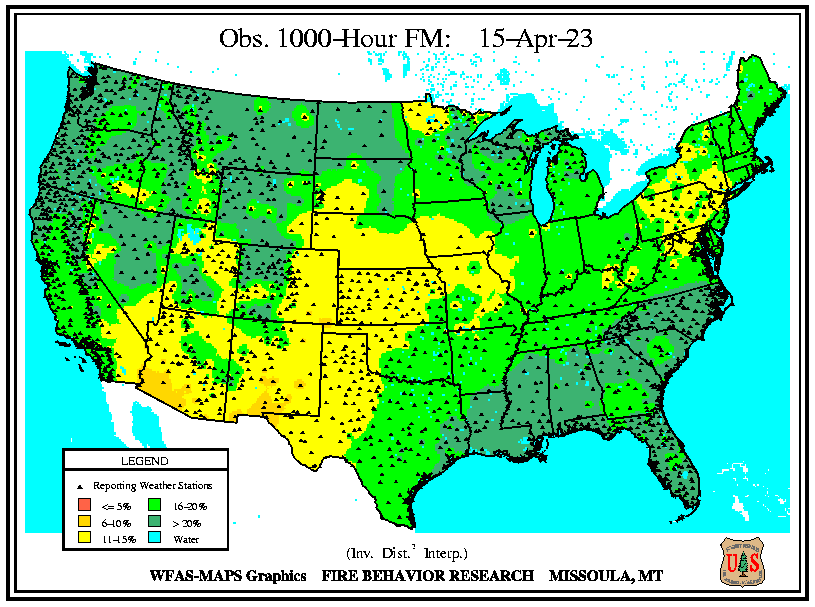 Obs. 1000-Hour FM: 15-Apr-23
LEGEND
Reporting Weather Stations
<= 5% 16-20%
6-10% > 20%
11-15% Water
(Inv. Dist.² Interp.)
WFAS-MAPS Graphics FIRE BEHAVIOR RESEARCH MISSOULA, MT
U S